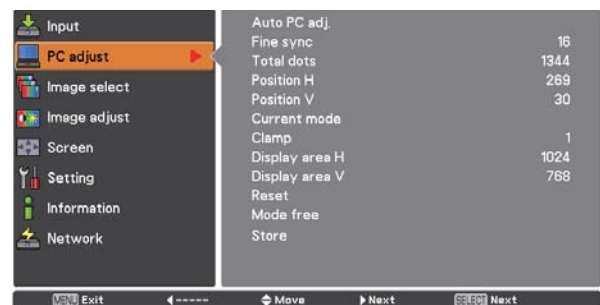 Input
PC adjust
Image select
Image adjust
Screen
Setting
Information
Network
Auto PC adj.
Fine sync 16
Total dots 1344
Position H 269
Position V 30
Current mode
Clamp 1
Display area H 1024
Display area V 768
Reset
Mode free
Store
MENU Exit ◀----- Move Next SELECT Next